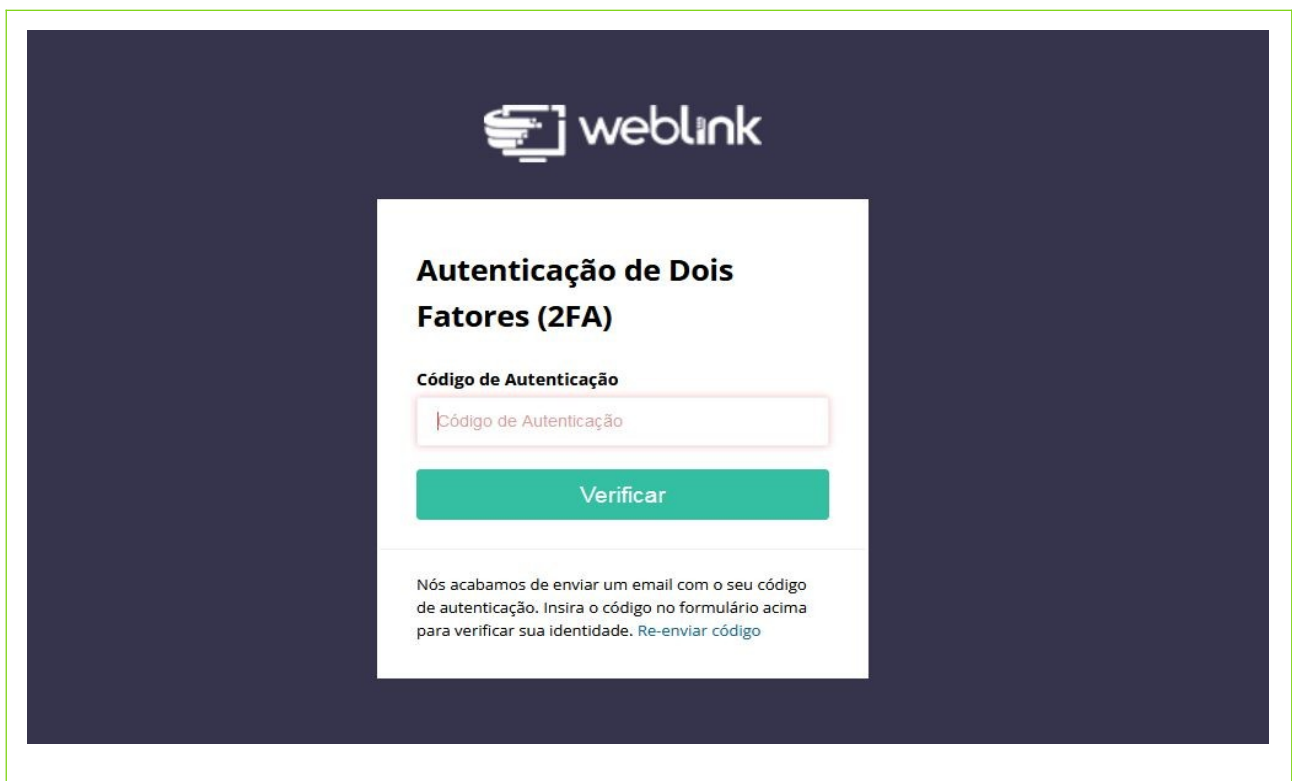 weblink
Autenticação de Dois
Fatores (2FA)
Código de Autenticação
Código de Autenticação
Verificar
Nós acabamos de enviar um email com o seu código
de autenticação. Insira o código no formulário acima
para verificar sua identidade. Re-enviar código